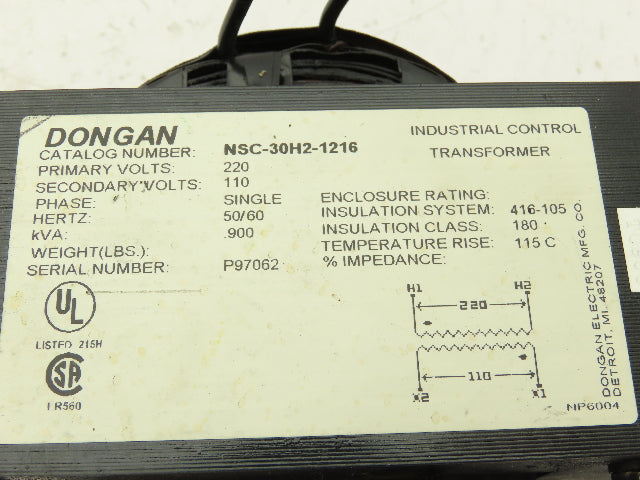 DONGAN
INDUSTRIAL CONTROL
TRANSFORMER
CATALOG NUMBER: NSC-30H2-1216
PRIMARY VOLTS: 220
SECONDARY VOLTS: 110
PHASE: SINGLE
HERTZ: 50/60
kVA: .900
WEIGHT(LBS.):
SERIAL NUMBER: P97062
ENCLOSURE RATING:
INSULATION SYSTEM: 416-105
INSULATION CLASS: 180
TEMPERATURE RISE: 115 C
% IMPEDANCE:
UL
LISTED 215H
SA
LR560
H1 H2
220
110
X2 X1
NP6004
DONGAN ELECTRIC MFG. CO.
DETROIT, MI. 48207